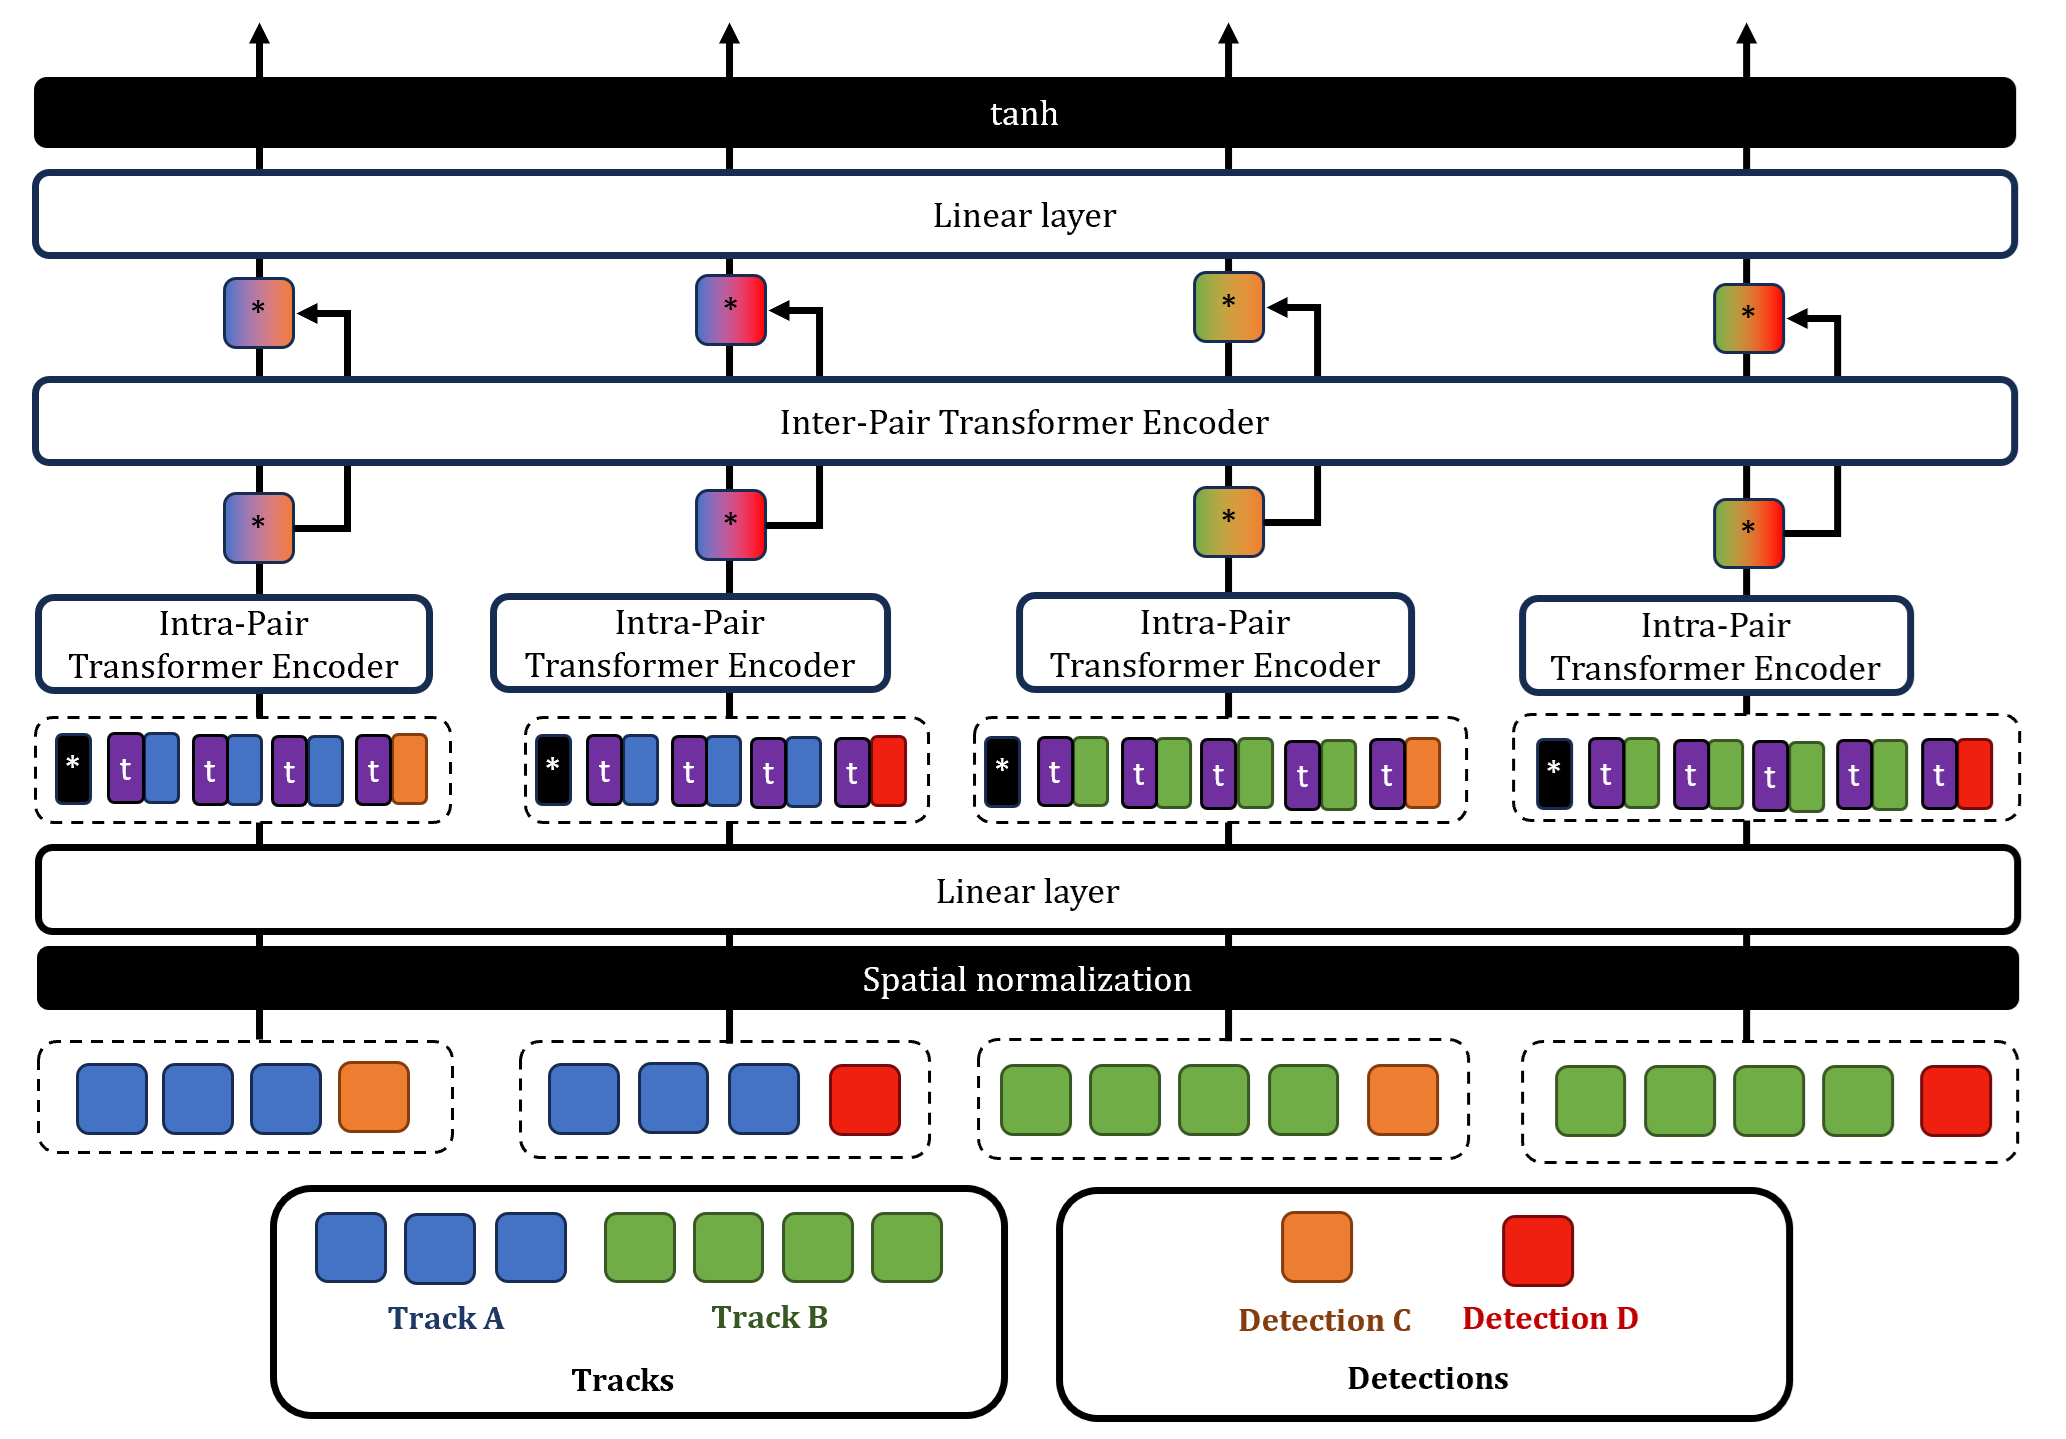 tanh
Linear layer
* * * *
Inter-Pair Transformer Encoder
* * * *
Intra-Pair
Transformer Encoder
Intra-Pair
Transformer Encoder
Intra-Pair
Transformer Encoder
Intra-Pair
Transformer Encoder
* t t t t
* t t t t
* t t t t t
* t t t t t
Linear layer
Spatial normalization
Track A
Track B
Tracks
Detection C
Detection D
Detections